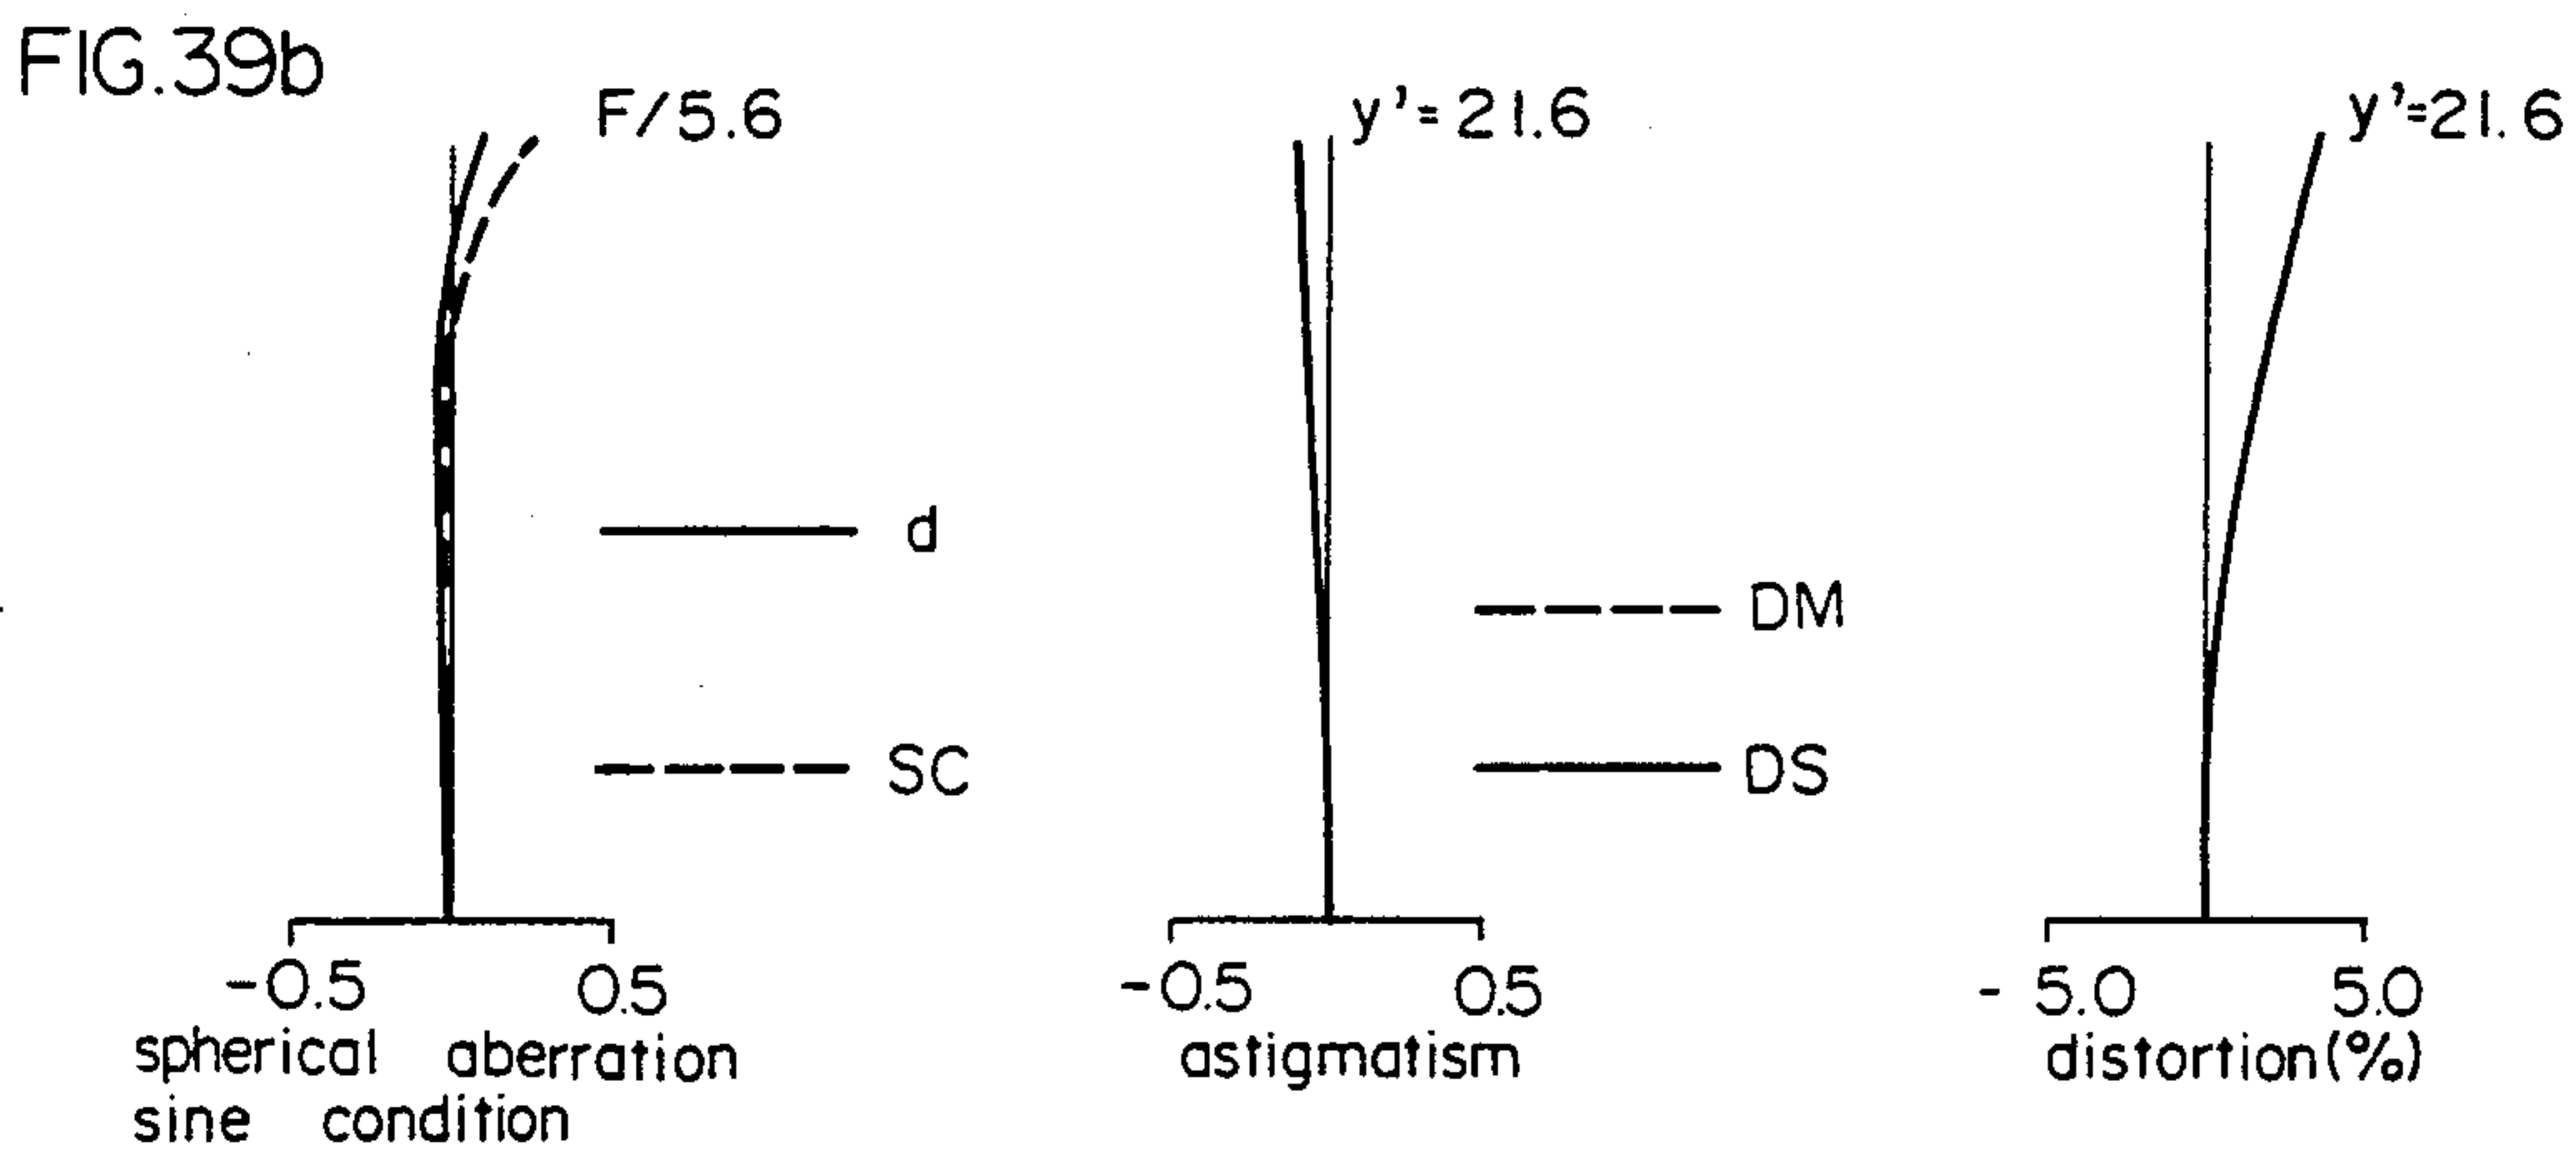 FIG.39b
F/5.6
d
SC
-0.5 0.5
spherical aberration
sine condition
y'=21.6
DM
DS
-0.5 0.5
astigmatism
y'=21.6
-5.0 5.0
distortion(%)